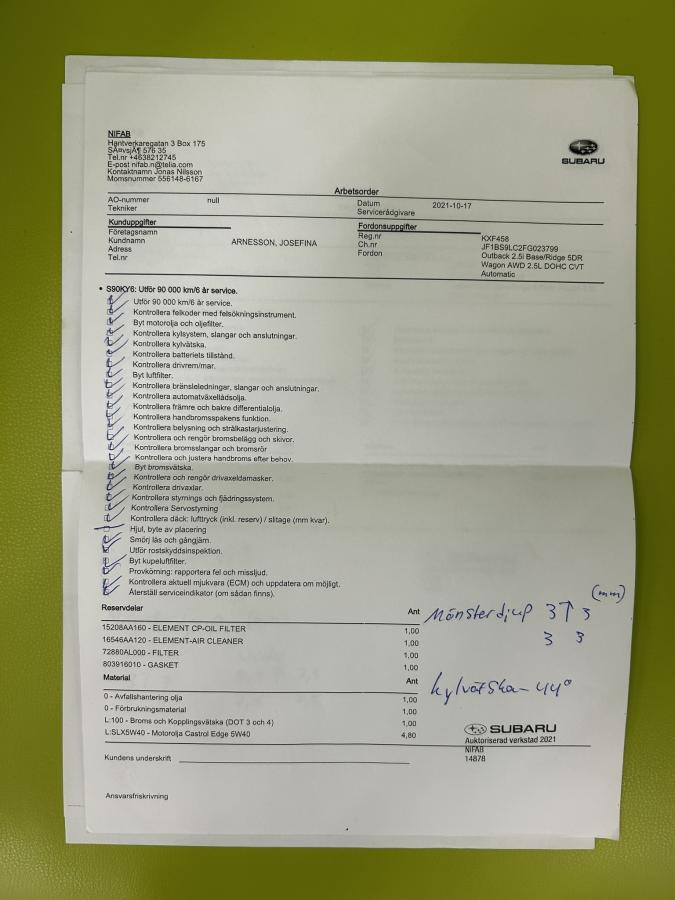 NIFAB
Hantverkaregatan 3 Box 175
SÃ¤vsjÃ¶ 576 35
Tel.nr +4638212745
E-post nifab.n@telia.com
Kontaktnamn Jonas Nilsson
Momsnummer 556148-6167
SUBARU
Arbetsorder
AO-nummer null
Tekniker
Datum 2021-10-17
Servicerådgivare
Kunduppgifter
Företagsnamn
Kundnamn ARNESSON, JOSEFINA
Adress
Tel.nr
Fordonsuppgifter
Reg.nr KXF458
Ch.nr JF1BS9LC2FG023799
Fordon Outback 2.5i Base/Ridge 5DR
Wagon AWD 2.5L DOHC CVT
Automatic
• S90KY6: Utför 90 000 km/6 år service.
Utför 90 000 km/6 år service.
Kontrollera felkoder med felsökningsinstrument.
Byt motorolja och oljefilter.
Kontrollera kylsystem, slangar och anslutningar.
Kontrollera kylvätska.
Kontrollera batteriets tillstånd.
Kontrollera drivrem/mar.
Byt luftfilter.
Kontrollera bränsleledningar, slangar och anslutningar.
Kontrollera automatväxellådsolja.
Kontrollera främre och bakre differentialolja.
Kontrollera handbromsspakens funktion.
Kontrollera belysning och strålkastarjustering.
Kontrollera och rengör bromsbelägg och skivor.
Kontrollera bromsslangar och bromsrör
Kontrollera och justera handbroms efter behov.
Byt bromsvätska.
Kontrollera och rengör drivaxeldamasker.
Kontrollera drivaxlar.
Kontrollera styrnings och fjädringssystem.
Kontrollera Servostyrning
Kontrollera däck: lufttryck (inkl. reserv) / slitage (mm kvar).
Hjul, byte av placering
Smörj lås och gångjärn.
Utför rostskyddsinspektion.
Byt kupeluftfilter.
Provkörning: rapportera fel och missljud.
Kontrollera aktuell mjukvara (ECM) och uppdatera om möjligt.
Återställ serviceindikator (om sådan finns).
Reservdelar Ant
15208AA160 - ELEMENT CP-OIL FILTER 1,00
16546AA120 - ELEMENT-AIR CLEANER 1,00
72880AL000 - FILTER 1,00
803916010 - GASKET 1,00
Material Ant
0 - Avfallshantering olja 1,00
0 - Förbrukningsmaterial 1,00
L:100 - Broms och Kopplingsvätska (DOT 3 och 4) 1,00
L:SLX5W40 - Motorolja Castrol Edge 5W40 4,80
(mm)
Mönsterdjup 3 ↑ 3
3 3
kylvätska -44°
SUBARU
Auktoriserad verkstad 2021
NIFAB
14878
Kundens underskrift
Ansvarsfriskrivning